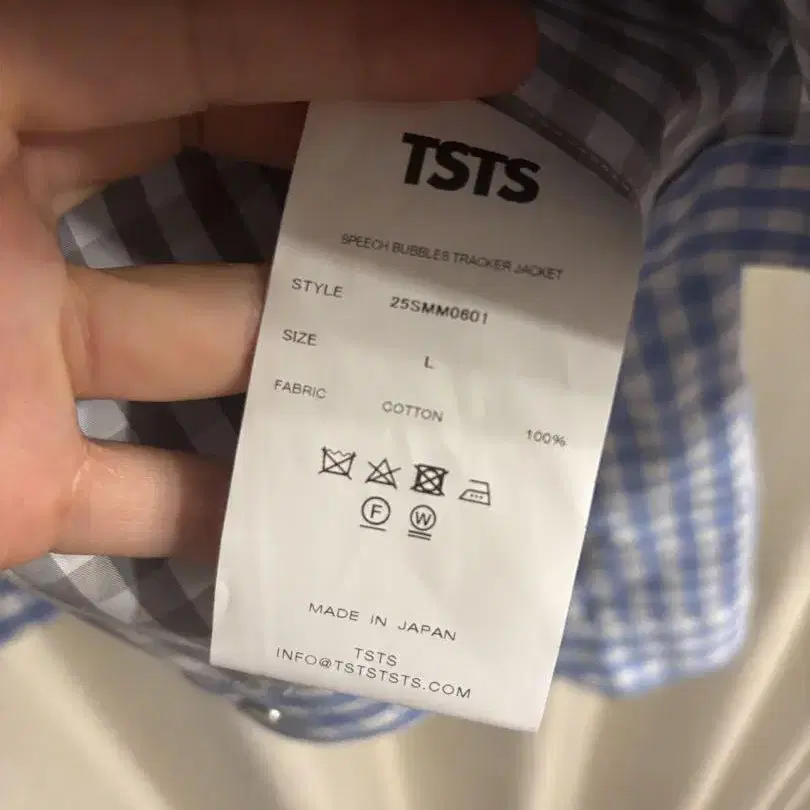 TSTS
SPEECH BUBBLES TRACKER JACKET
STYLE 25SMM0601
SIZE L
FABRIC COTTON 100%
F W
MADE IN JAPAN
TSTS
INFO@TSTSTSTS.COM